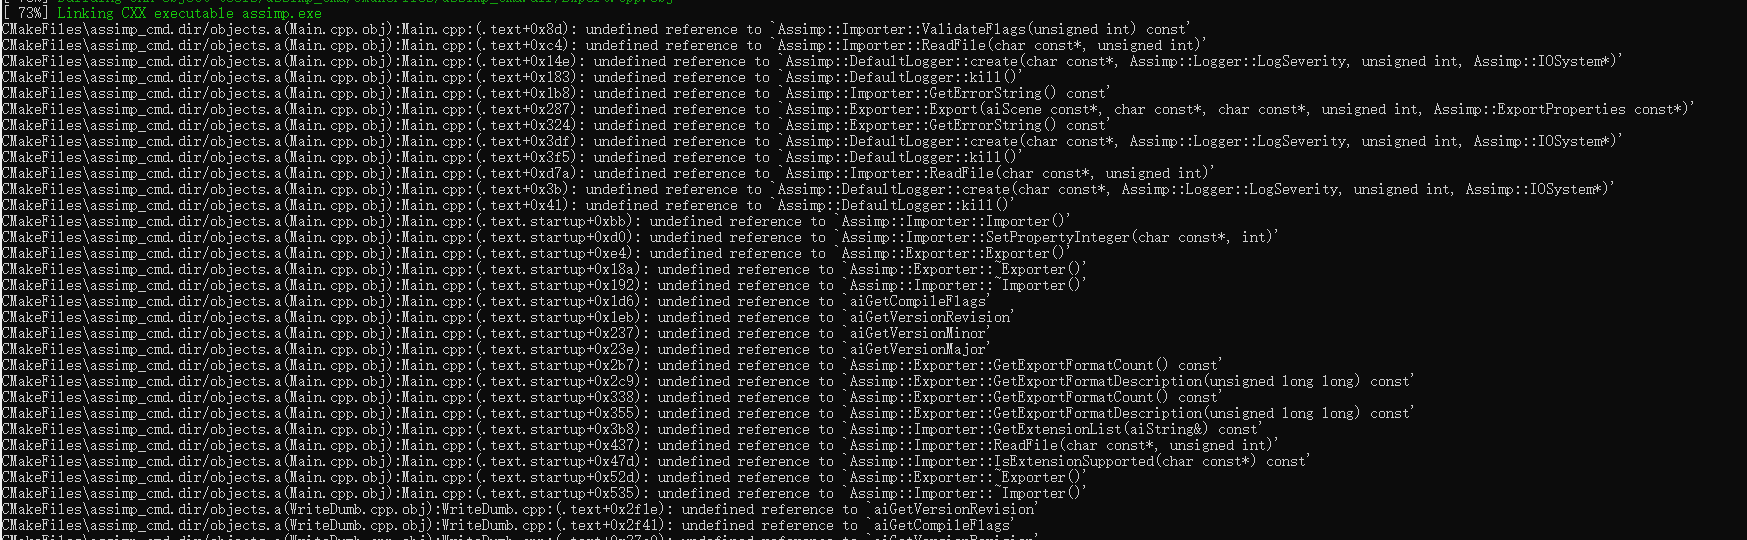 [ 73%] Linking CXX executable assimp.exe
CMakeFiles\assimp_cmd.dir/objects.a(Main.cpp.obj):Main.cpp:(.text+0x8d): undefined reference to `Assimp::Importer::ValidateFlags(unsigned int) const'
CMakeFiles\assimp_cmd.dir/objects.a(Main.cpp.obj):Main.cpp:(.text+0xc4): undefined reference to `Assimp::Importer::ReadFile(char const*, unsigned int)'
CMakeFiles\assimp_cmd.dir/objects.a(Main.cpp.obj):Main.cpp:(.text+0x14e): undefined reference to `Assimp::DefaultLogger::create(char const*, Assimp::Logger::LogSeverity, unsigned int, Assimp::IOSystem*)'
CMakeFiles\assimp_cmd.dir/objects.a(Main.cpp.obj):Main.cpp:(.text+0x183): undefined reference to `Assimp::DefaultLogger::kill()'
CMakeFiles\assimp_cmd.dir/objects.a(Main.cpp.obj):Main.cpp:(.text+0x1b8): undefined reference to `Assimp::Importer::GetErrorString() const'
CMakeFiles\assimp_cmd.dir/objects.a(Main.cpp.obj):Main.cpp:(.text+0x287): undefined reference to `Assimp::Exporter::Export(aiScene const*, char const*, char const*, unsigned int, Assimp::ExportProperties const*)'
CMakeFiles\assimp_cmd.dir/objects.a(Main.cpp.obj):Main.cpp:(.text+0x324): undefined reference to `Assimp::Exporter::GetErrorString() const'
CMakeFiles\assimp_cmd.dir/objects.a(Main.cpp.obj):Main.cpp:(.text+0x3df): undefined reference to `Assimp::DefaultLogger::create(char const*, Assimp::Logger::LogSeverity, unsigned int, Assimp::IOSystem*)'
CMakeFiles\assimp_cmd.dir/objects.a(Main.cpp.obj):Main.cpp:(.text+0x3f5): undefined reference to `Assimp::DefaultLogger::kill()'
CMakeFiles\assimp_cmd.dir/objects.a(Main.cpp.obj):Main.cpp:(.text+0xd7a): undefined reference to `Assimp::Importer::ReadFile(char const*, unsigned int)'
CMakeFiles\assimp_cmd.dir/objects.a(Main.cpp.obj):Main.cpp:(.text+0x3b): undefined reference to `Assimp::DefaultLogger::create(char const*, Assimp::Logger::LogSeverity, unsigned int, Assimp::IOSystem*)'
CMakeFiles\assimp_cmd.dir/objects.a(Main.cpp.obj):Main.cpp:(.text+0x41): undefined reference to `Assimp::DefaultLogger::kill()'
CMakeFiles\assimp_cmd.dir/objects.a(Main.cpp.obj):Main.cpp:(.text.startup+0xbb): undefined reference to `Assimp::Importer::Importer()'
CMakeFiles\assimp_cmd.dir/objects.a(Main.cpp.obj):Main.cpp:(.text.startup+0xd0): undefined reference to `Assimp::Importer::SetPropertyInteger(char const*, int)'
CMakeFiles\assimp_cmd.dir/objects.a(Main.cpp.obj):Main.cpp:(.text.startup+0xe4): undefined reference to `Assimp::Exporter::Exporter()'
CMakeFiles\assimp_cmd.dir/objects.a(Main.cpp.obj):Main.cpp:(.text.startup+0x18a): undefined reference to `Assimp::Exporter::~Exporter()'
CMakeFiles\assimp_cmd.dir/objects.a(Main.cpp.obj):Main.cpp:(.text.startup+0x192): undefined reference to `Assimp::Importer::~Importer()'
CMakeFiles\assimp_cmd.dir/objects.a(Main.cpp.obj):Main.cpp:(.text.startup+0x1d6): undefined reference to `aiGetCompileFlags'
CMakeFiles\assimp_cmd.dir/objects.a(Main.cpp.obj):Main.cpp:(.text.startup+0x1eb): undefined reference to `aiGetVersionRevision'
CMakeFiles\assimp_cmd.dir/objects.a(Main.cpp.obj):Main.cpp:(.text.startup+0x237): undefined reference to `aiGetVersionMinor'
CMakeFiles\assimp_cmd.dir/objects.a(Main.cpp.obj):Main.cpp:(.text.startup+0x23e): undefined reference to `aiGetVersionMajor'
CMakeFiles\assimp_cmd.dir/objects.a(Main.cpp.obj):Main.cpp:(.text.startup+0x2b7): undefined reference to `Assimp::Exporter::GetExportFormatCount() const'
CMakeFiles\assimp_cmd.dir/objects.a(Main.cpp.obj):Main.cpp:(.text.startup+0x2c9): undefined reference to `Assimp::Exporter::GetExportFormatDescription(unsigned long long) const'
CMakeFiles\assimp_cmd.dir/objects.a(Main.cpp.obj):Main.cpp:(.text.startup+0x338): undefined reference to `Assimp::Exporter::GetExportFormatCount() const'
CMakeFiles\assimp_cmd.dir/objects.a(Main.cpp.obj):Main.cpp:(.text.startup+0x355): undefined reference to `Assimp::Exporter::GetExportFormatDescription(unsigned long long) const'
CMakeFiles\assimp_cmd.dir/objects.a(Main.cpp.obj):Main.cpp:(.text.startup+0x3b8): undefined reference to `Assimp::Importer::GetExtensionList(aiString&) const'
CMakeFiles\assimp_cmd.dir/objects.a(Main.cpp.obj):Main.cpp:(.text.startup+0x437): undefined reference to `Assimp::Importer::ReadFile(char const*, unsigned int)'
CMakeFiles\assimp_cmd.dir/objects.a(Main.cpp.obj):Main.cpp:(.text.startup+0x47d): undefined reference to `Assimp::Importer::IsExtensionSupported(char const*) const'
CMakeFiles\assimp_cmd.dir/objects.a(Main.cpp.obj):Main.cpp:(.text.startup+0x52d): undefined reference to `Assimp::Exporter::~Exporter()'
CMakeFiles\assimp_cmd.dir/objects.a(Main.cpp.obj):Main.cpp:(.text.startup+0x535): undefined reference to `Assimp::Importer::~Importer()'
CMakeFiles\assimp_cmd.dir/objects.a(WriteDumb.cpp.obj):WriteDumb.cpp:(.text+0x2f1e): undefined reference to `aiGetVersionRevision'
CMakeFiles\assimp_cmd.dir/objects.a(WriteDumb.cpp.obj):WriteDumb.cpp:(.text+0x2f41): undefined reference to `aiGetCompileFlags'